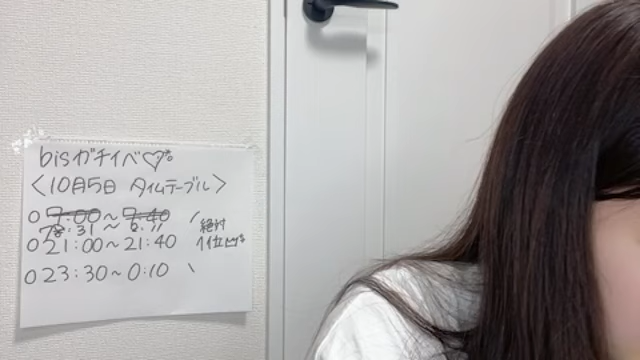 bisガチイベ♡
〈10月5日 タイムテーブル〉
○7:00~7:40
○21:00~21:40
○23:30~0:10
絶対
1位